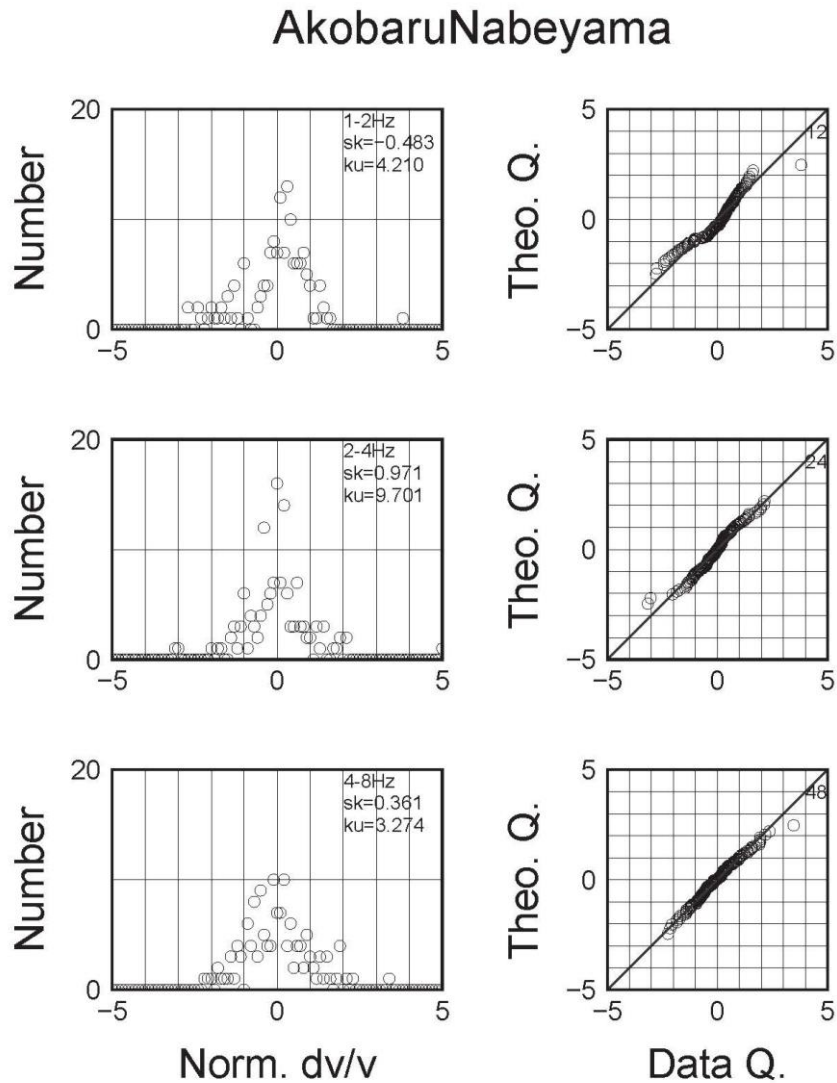 AkobaruNabeyama
20
1-2Hz
sk=−0.483
ku=4.210
Number
0
−5
0
5
5
12
Theo. Q.
0
−5
−5
0
5
20
2-4Hz
sk=0.971
ku=9.701
Number
0
−5
0
5
5
24
Theo. Q.
0
−5
−5
0
5
20
4-8Hz
sk=0.361
ku=3.274
Number
0
−5
0
5
5
48
Theo. Q.
0
−5
−5
0
5
Norm. dv/v
Data Q.